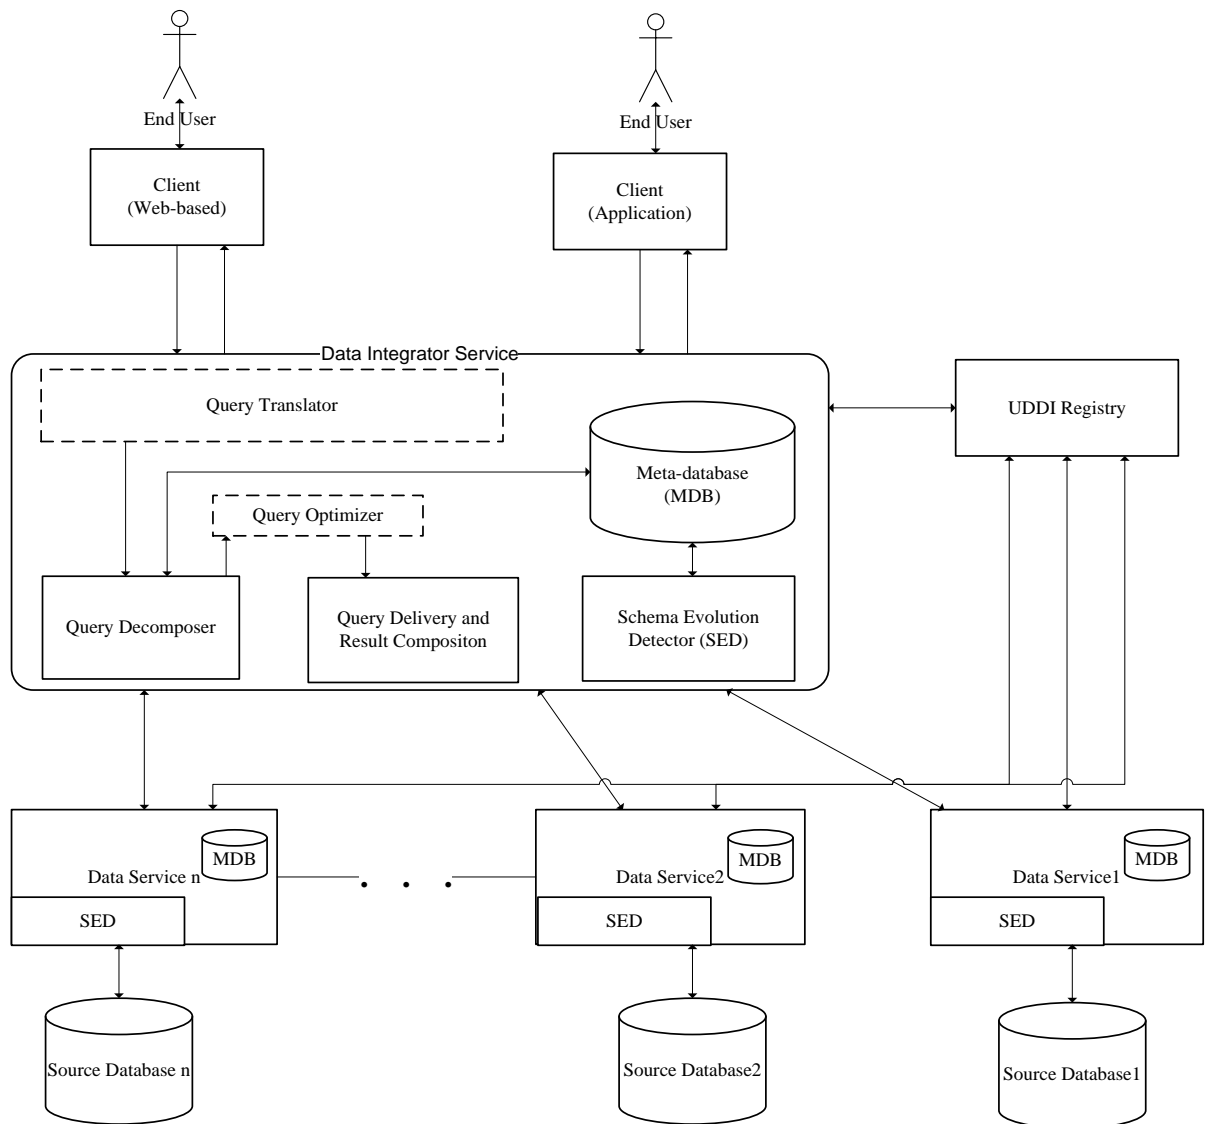 End User
End User
Client
(Web-based)
Client
(Application)
Data Integrator Service
Query Translator
UDDI Registry
Meta-database
(MDB)
Query Optimizer
Query Decomposer
Query Delivery and
Result Compositon
Schema Evolution
Detector (SED)
MDB
Data Service n
SED
MDB
Data Service2
SED
MDB
Data Service1
SED
Source Database n
Source Database2
Source Database1